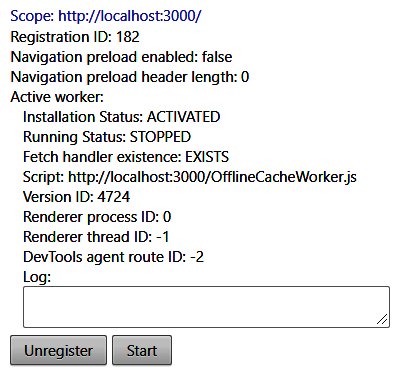 Scope: http://localhost:3000/
Registration ID: 182
Navigation preload enabled: false
Navigation preload header length: 0
Active worker:
Installation Status: ACTIVATED
Running Status: STOPPED
Fetch handler existence: EXISTS
Script: http://localhost:3000/OfflineCacheWorker.js
Version ID: 4724
Renderer process ID: 0
Renderer thread ID: -1
DevTools agent route ID: -2
Log:
Unregister Start